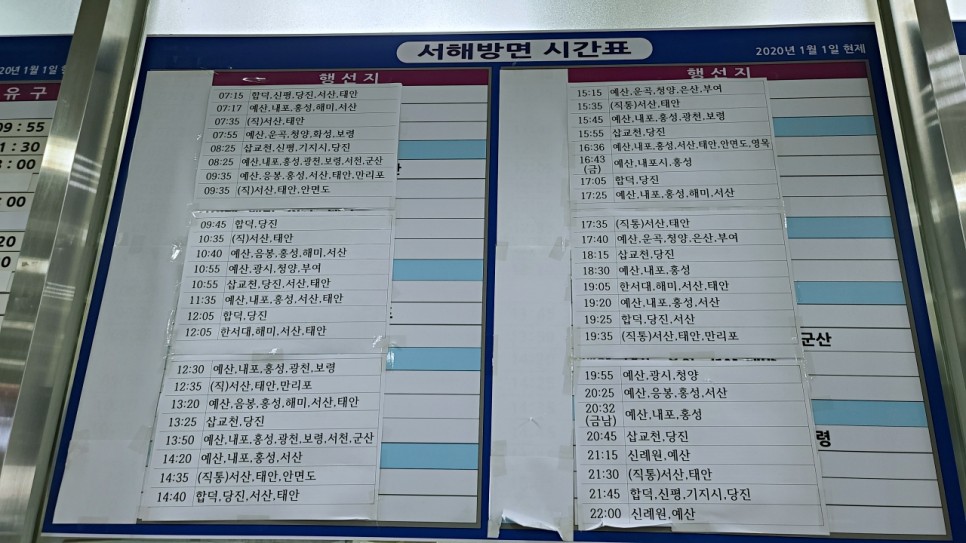 서해방면 시간표
2020년 1월 1일 현재
20년 1월 1일
유구
09:55
행선지
07:15 합덕,신평,당진,서산,태안
07:17 예산,내포,홍성,해미,서산
07:35 (직)서산,태안
07:55 예산,운곡,청양,화성,보령
08:25 삽교천,신평,기지시,당진
08:25 예산,내포,홍성,광천,보령,서천,군산
09:35 예산,응봉,홍성,서산,태안,만리포
09:35 (직)서산,태안,안면도
09:45 합덕,당진
10:35 (직)서산,태안
10:40 예산,음봉,홍성,해미,서산
10:55 예산,광시,청양,부여
10:55 삽교천,당진,서산,태안
11:35 예산,내포,홍성,서산,태안
12:05 합덕,당진
12:05 한서대,해미,서산,태안
12:30 예산,내포,홍성,광천,보령
12:35 (직)서산,태안,만리포
13:20 예산,응봉,홍성,해미,서산,태안
13:25 삽교천,당진
13:50 예산,내포,홍성,광천,보령,서천,군산
14:20 예산,내포,홍성,서산
14:35 (직통)서산,태안,안면도
14:40 합덕,당진,서산,태안
행선지
15:15 예산,운곡,청양,은산,부여
15:35 (직통)서산,태안
15:45 예산,내포,홍성,광천,보령
15:55 삽교천,당진
16:36 예산,내포,홍성,서산,태안,안면도,영목
16:43 (금) 예산,내포시,홍성
17:05 합덕,당진
17:25 예산,내포,홍성,해미,서산
17:35 (직통)서산,태안
17:40 예산,운곡,청양,은산,부여
18:15 삽교천,당진
18:30 예산,내포,홍성
19:05 한서대,해미,서산,태안
19:20 예산,내포,홍성,서산
19:25 합덕,당진,서산
19:35 (직통)서산,태안,만리포
군산
19:55 예산,광시,청양
20:25 예산,응봉,홍성,서산
20:32 (금남) 예산,내포,홍성
20:45 삽교천,당진
령
21:15 신례원,예산
21:30 (직통)서산,태안
21:45 합덕,신평,기지시,당진
22:00 신례원,예산